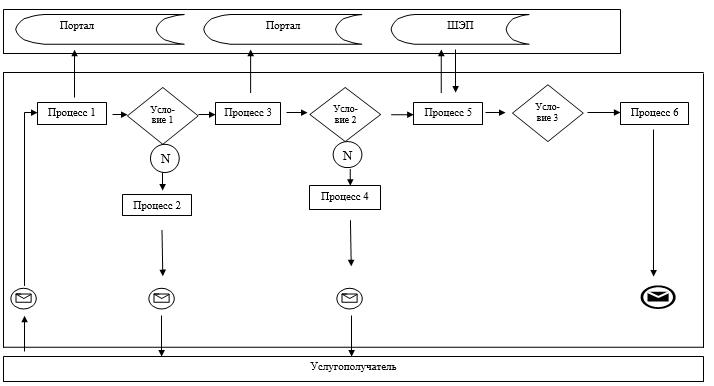 Портал
Портал
ШЭП
Процесс 1
Усло-
вие 1
Процесс 3
Усло-
вие 2
Процесс 5
Усло-
вие 3
Процесс 6
N
N
Процесс 2
Процесс 4
Услугополучатель